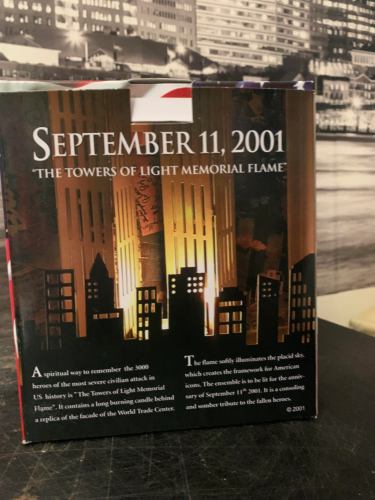 SEPTEMBER 11, 2001
"THE TOWERS OF LIGHT MEMORIAL FLAME"
A spiritual way to remember the 3000
heroes of the most severe civilian attack in
US history is "The Towers of Light Memorial
Flame". It contains a long burning candle behind
a replica of the facade of the World Trade Center.
The flame softly illuminates the placid sky,
which creates the framework for American
icons. The ensemble is to be lit for the anniv-
sary of September 11th 2001. It is a consoling
and somber tribute to the fallen heroes.
© 2001